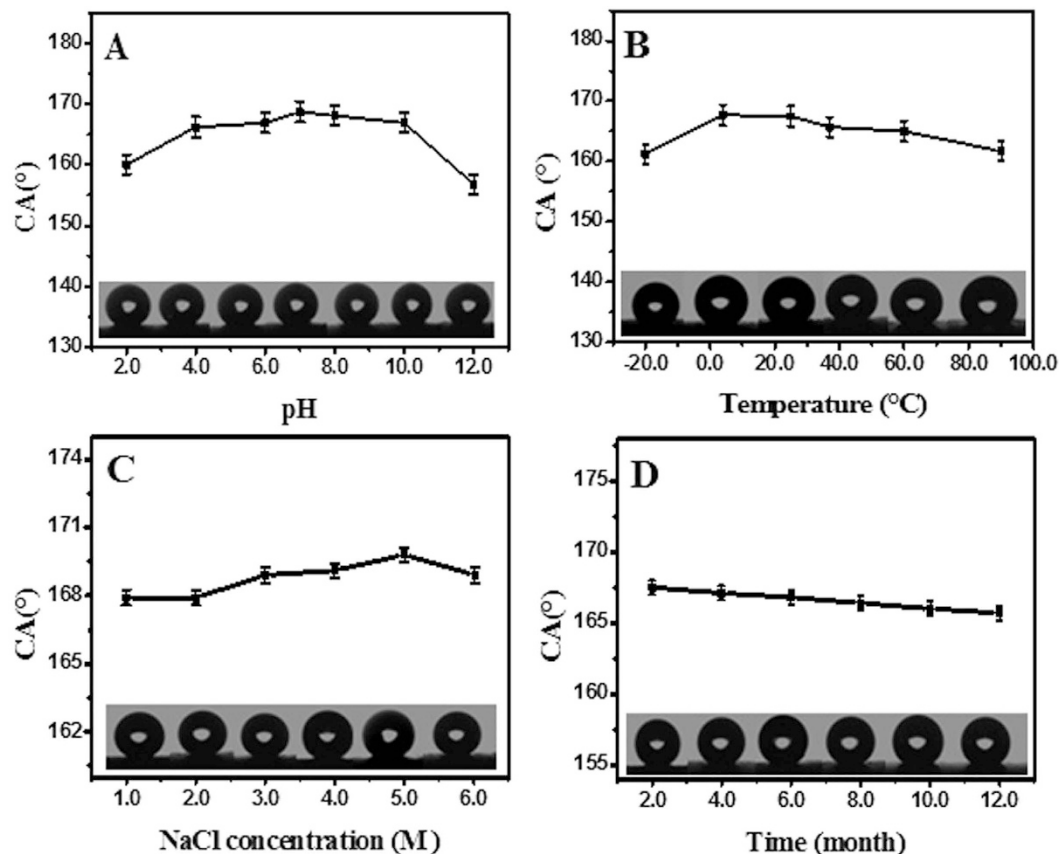 A
CA(°)
180
170
160
150
140
130
2.0 4.0 6.0 8.0 10.0 12.0
pH
B
CA (°)
180
170
160
150
140
130
-20.0 0.0 20.0 40.0 60.0 80.0 100.0
Temperature (°C)
C
CA(°)
174
171
168
165
162
1.0 2.0 3.0 4.0 5.0 6.0
NaCl concentration (M)
D
CA(°)
175
170
165
160
155
2.0 4.0 6.0 8.0 10.0 12.0
Time (month)